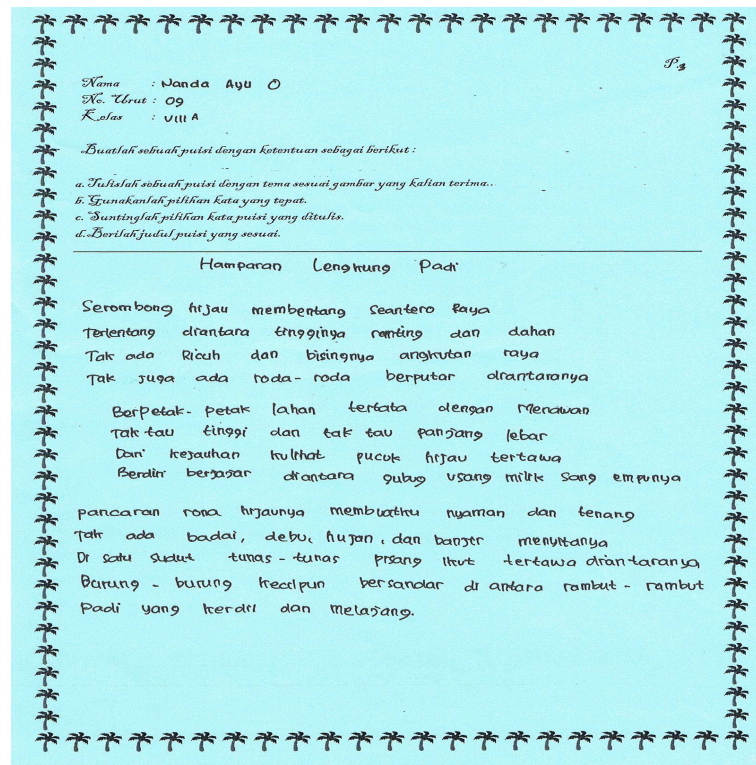 P.3
Nama : Nanda Ayu O
No. Urut : 09
Kelas : VIII A
Buatlah sebuah puisi dengan ketentuan sebagai berikut :
a. Tulislah sebuah puisi dengan tema sesuai gambar yang kalian terima..
b. Gunakanlah pilihan kata yang tepat.
c. Suntinglah pilihan kata puisi yang ditulis.
d. Berilah judul puisi yang sesuai.
Hamparan Lengkung Padi
Serombong hijau membentang Seantero Raya
Terlentang diantara tingginya ranting dan dahan
Tak ada Ricuh dan bisingnya angkutan raya
Tak juga ada roda-roda berputar diantaranya
Berpetak-petak lahan tertata dengan Menawan
Tak tau tinggi dan tak tau panjang lebar
Dari kejauhan kulihat pucuk hijau tertawa
Berdiri berjajar diantara gubug usang milik sang empunya
pancaran rona hijaunya membuatku nyaman dan tenang
Tak ada badai, debu, hujan, dan banjir menyitanya
Di satu sudut tunas-tunas pisang ikut tertawa diantaranya
Burung-burung kecilpun bersandar di antara rambut-rambut
Padi yang kerdil dan melajang.